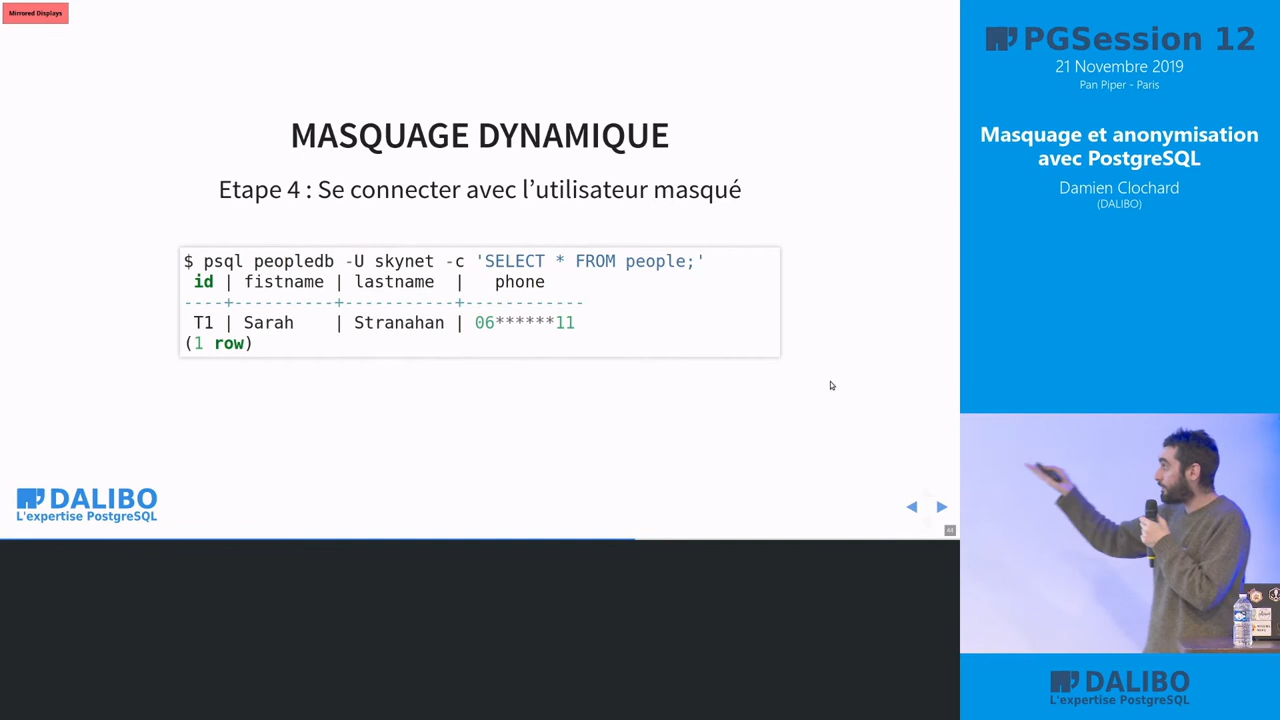 Mirrored Displays
MASQUAGE DYNAMIQUE
Etape 4 : Se connecter avec l’utilisateur masqué
$ psql peopledb -U skynet -c 'SELECT * FROM people;'
id | fistname | lastname | phone
----+----------+-----------+------------
T1 | Sarah | Stranahan | 06******11
(1 row)
DALIBO
L'expertise PostgreSQL
PGSession 12
21 Novembre 2019
Pan Piper - Paris
Masquage et anonymisation
avec PostgreSQL
Damien Clochard
(DALIBO)
DALIBO
L'expertise PostgreSQL